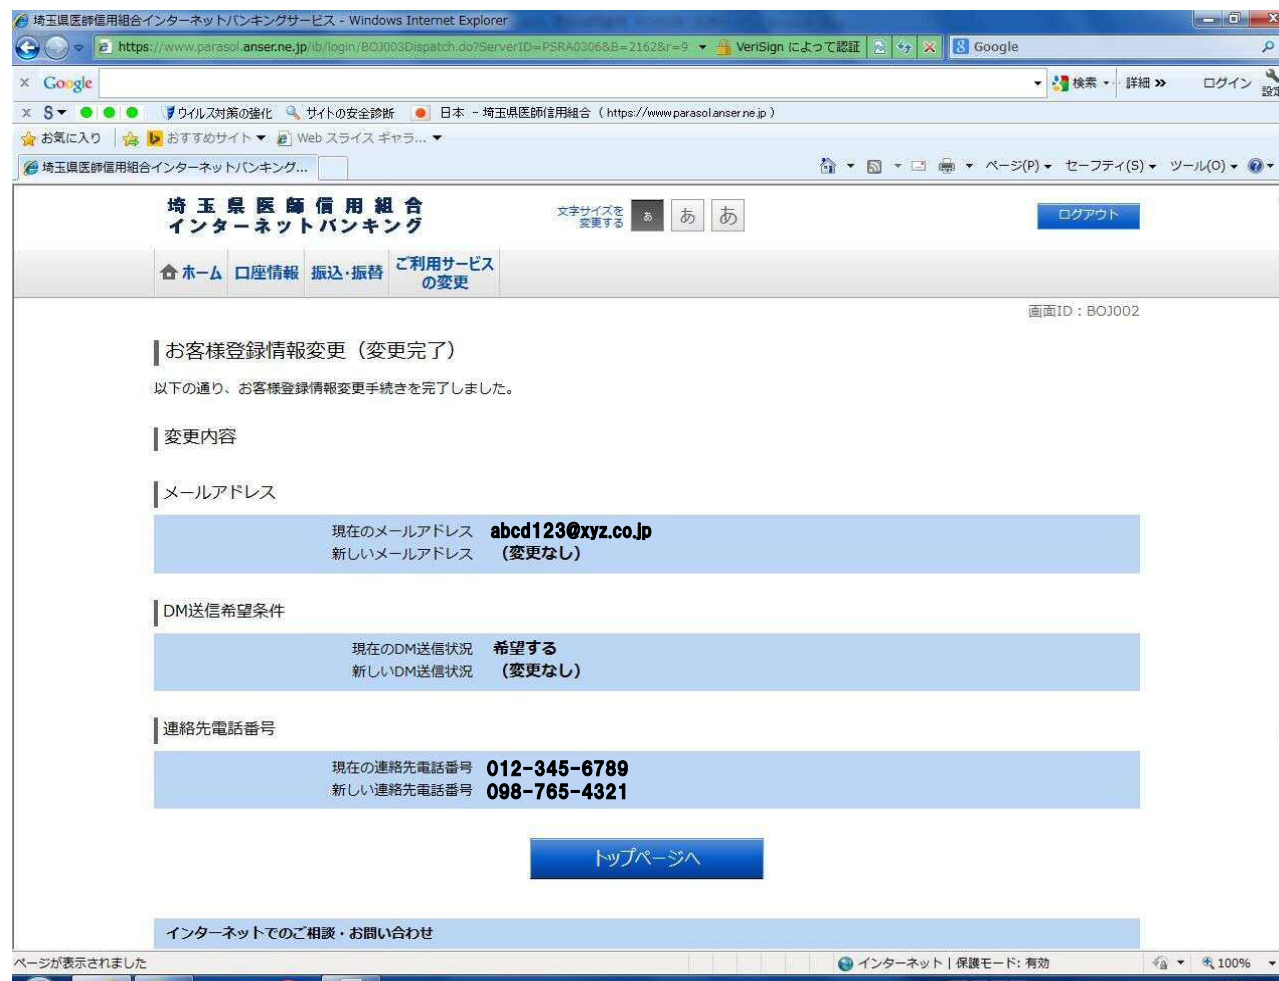 埼玉県医師信用組合インターネットバンキングサービス - Windows Internet Explorer
https://www.parasol.anser.ne.jp/ib/login/BOJ003Dispatch.do?ServerID=PSRA0306&B=2162&r=9
VeriSign によって認証
Google
× Google
検索
詳細 »
ログイン
設定
x S ウイルス対策の強化 サイトの安全診断 日本 - 埼玉県医師信用組合 ( https://www.parasol.anser.ne.jp )
お気に入り おすすめサイト ▼ Web スライス ギャラ... ▼
埼玉県医師信用組合インターネットバンキング...
ページ(P) ▼ セーフティ(S) ▼ ツール(O) ▼
埼玉県医師信用組合
インターネットバンキング
文字サイズを
変更する
あ あ あ
ログアウト
ホーム 口座情報 振込・振替 ご利用サービス
の変更
画面ID：BOJ002
お客様登録情報変更（変更完了）
以下の通り、お客様登録情報変更手続きを完了しました。
変更内容
メールアドレス
現在のメールアドレス abcd123@xyz.co.jp
新しいメールアドレス （変更なし）
DM送信希望条件
現在のDM送信状況 希望する
新しいDM送信状況 （変更なし）
連絡先電話番号
現在の連絡先電話番号 012-345-6789
新しい連絡先電話番号 098-765-4321
トップページへ
インターネットでのご相談・お問い合わせ
ページが表示されました
インターネット | 保護モード: 有効
100%